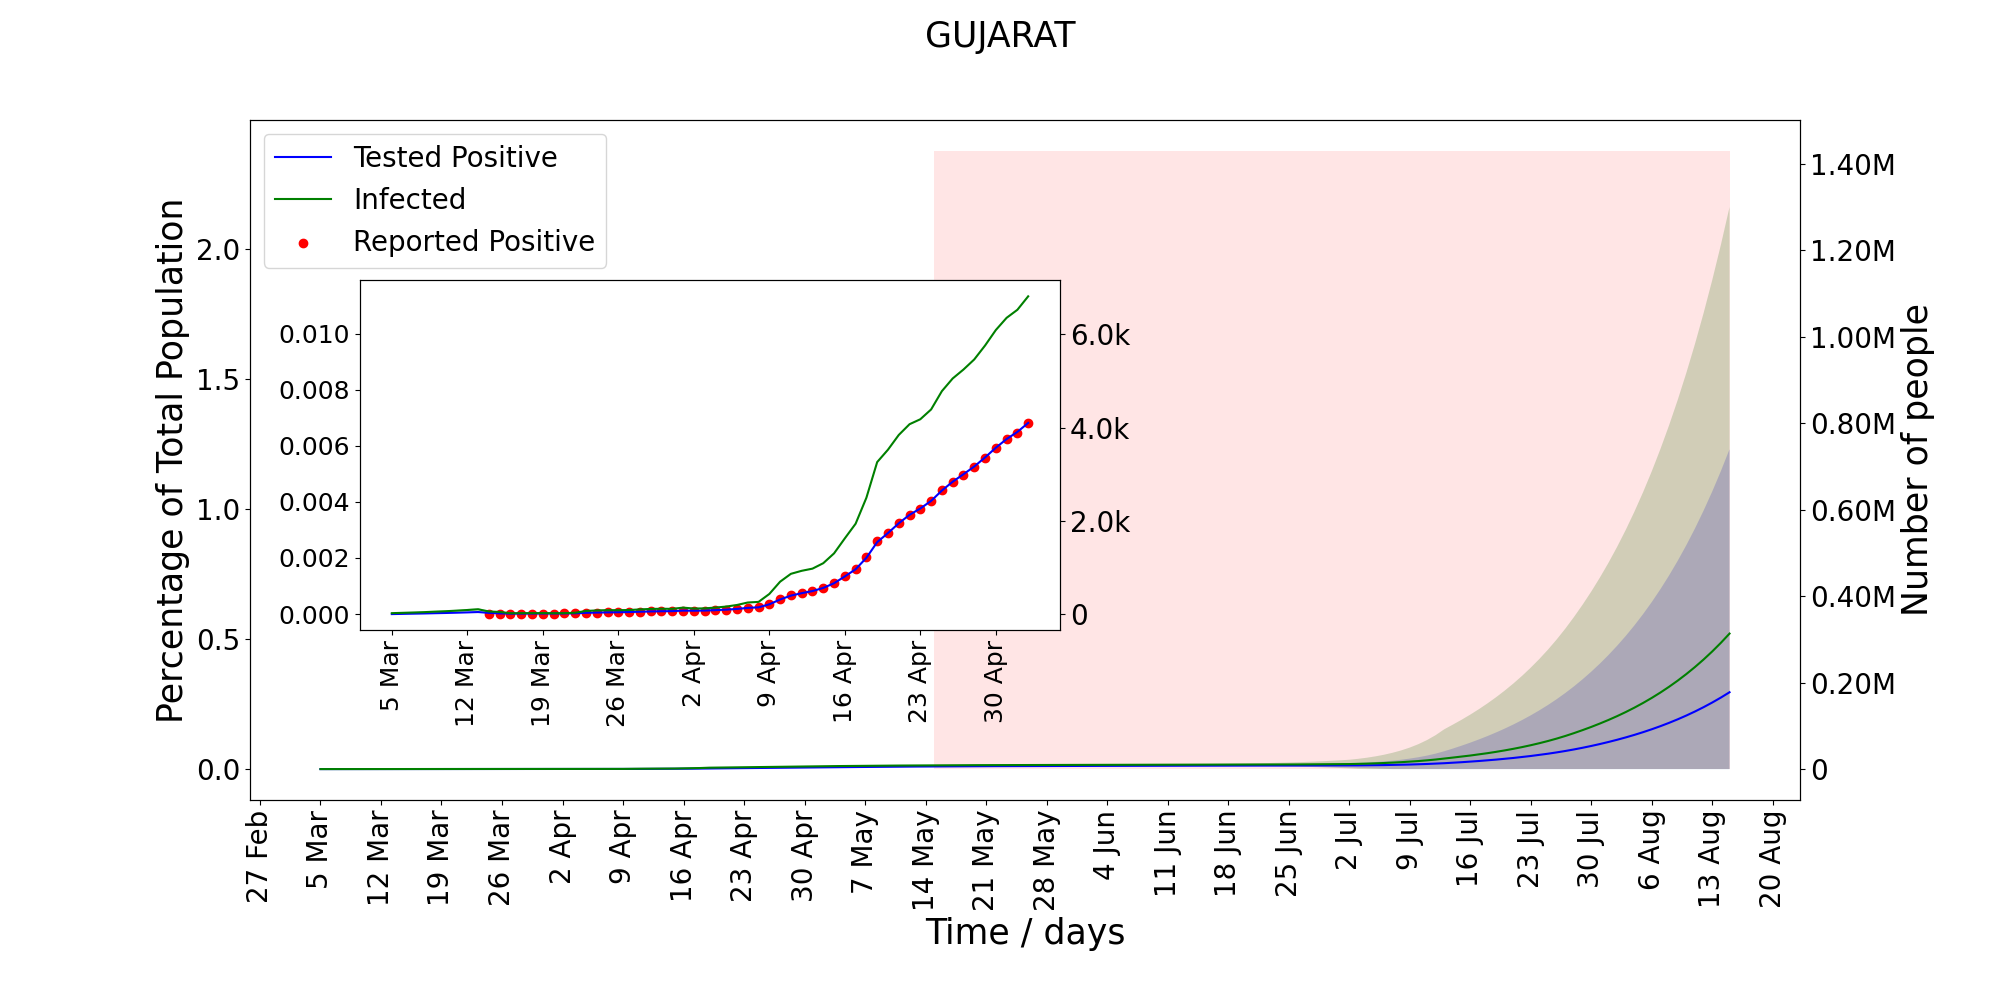 GUJARAT
Tested Positive
Infected
Reported Positive
Percentage of Total Population
2.0
1.5
1.0
0.5
0.0
0.010
0.008
0.006
0.004
0.002
0.000
6.0k
4.0k
2.0k
0
5 Mar
12 Mar
19 Mar
26 Mar
2 Apr
9 Apr
16 Apr
23 Apr
30 Apr
1.40M
1.20M
1.00M
0.80M
0.60M
0.40M
0.20M
0
Number of people
27 Feb
5 Mar
12 Mar
19 Mar
26 Mar
2 Apr
9 Apr
16 Apr
23 Apr
30 Apr
7 May
14 May
21 May
28 May
4 Jun
11 Jun
18 Jun
25 Jun
2 Jul
9 Jul
16 Jul
23 Jul
30 Jul
6 Aug
13 Aug
20 Aug
Time / days